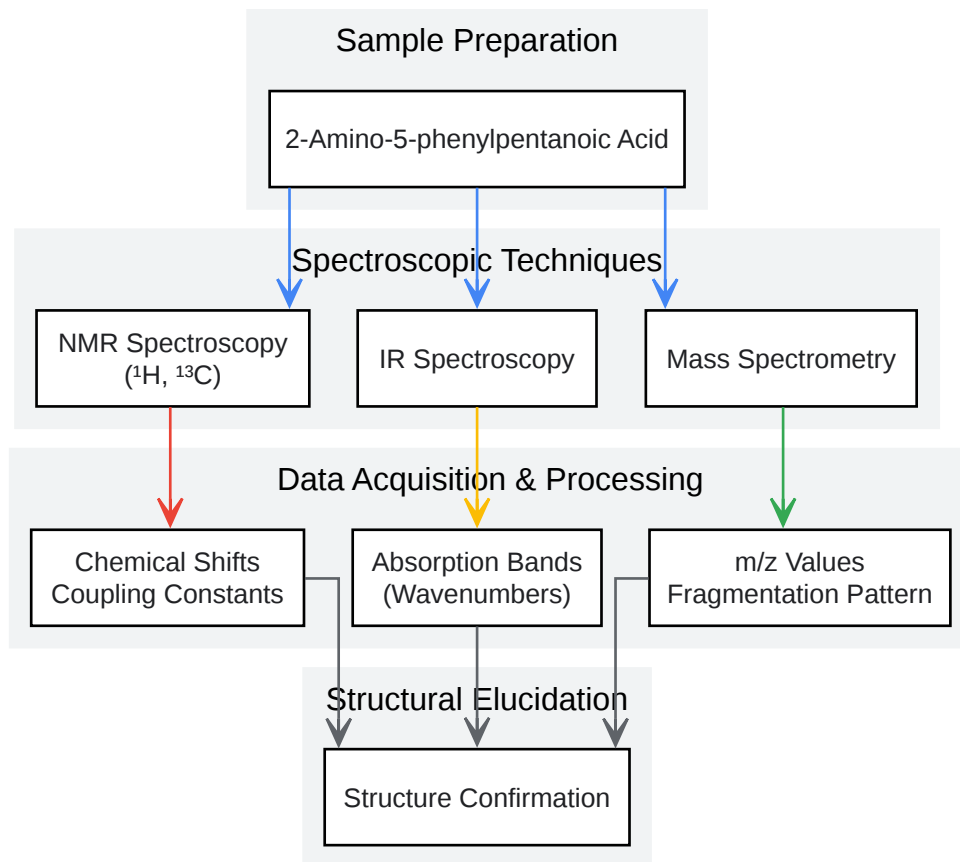 Sample Preparation
2-Amino-5-phenylpentanoic Acid
Spectroscopic Techniques
NMR Spectroscopy
(¹H, ¹³C)
IR Spectroscopy
Mass Spectrometry
Data Acquisition & Processing
Chemical Shifts
Coupling Constants
Absorption Bands
(Wavenumbers)
m/z Values
Fragmentation Pattern
Structural Elucidation
Structure Confirmation